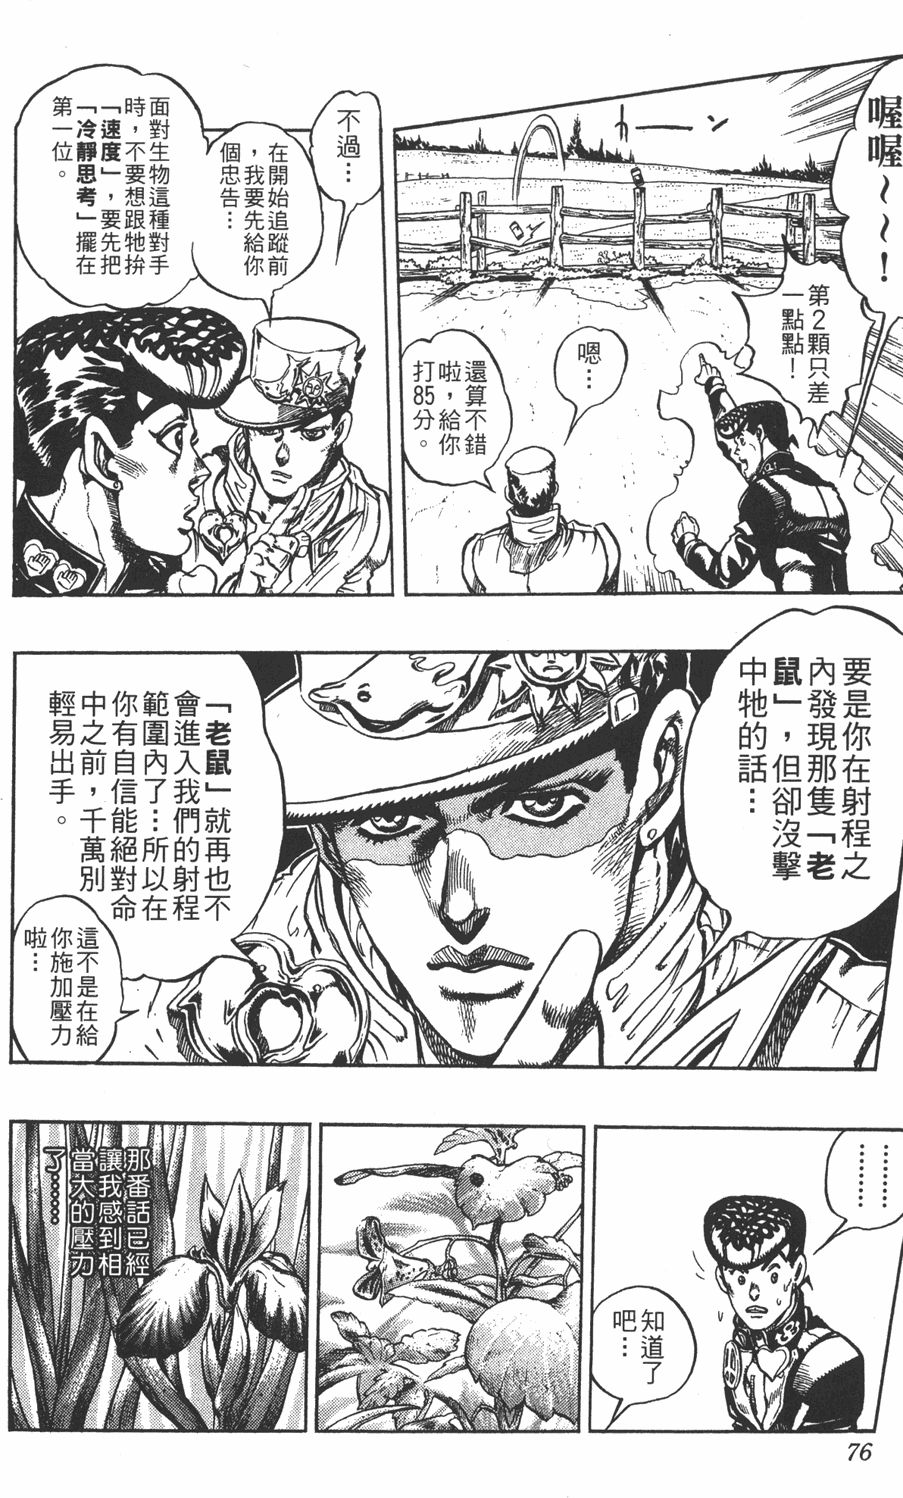 喔喔～～！
ドーーン
第2顆只差
一點點！
嗯…
還算不錯
啦，給你
打85分。
不過…
在開始追蹤前
，我要先給你
個忠告…
面對生物這種對手
時，不要想跟牠拚
「速度」，要先把
「冷靜思考」擺在
第一位。
要是你在射程之
內發現那隻「老
鼠」，但卻沒擊
中牠的話…
「老鼠」就再也不
會進入我們的射程
範圍內了…所以在
你有自信能絕對命
中之前，千萬別
輕易出手。
這不是在給
你施加壓力
啦…
………
………
知道了
吧…
那番話已經
讓我感到相
當大的壓力
了………
76